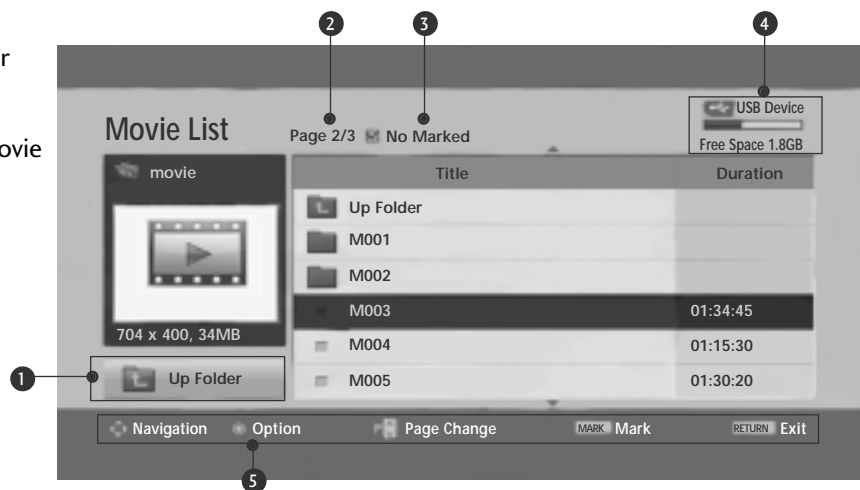 2 3 4
r
ovie
USB Device
Movie List
Page 2/3 No Marked
Free Space 1.8GB
movie
Title Duration
Up Folder
M001
M002
M003 01:34:45
704 x 400, 34MB
M004 01:15:30
1
Up Folder
M005 01:30:20
Navigation Option Page Change MARK Mark RETURN Exit
5